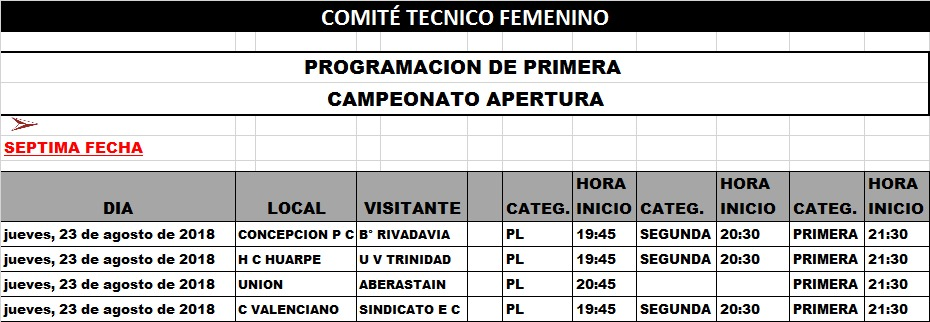 COMITÉ TECNICO FEMENINO
PROGRAMACION DE PRIMERA
CAMPEONATO APERTURA
SEPTIMA FECHA
DIA LOCAL VISITANTE CATEG. HORA INICIO CATEG. HORA INICIO CATEG. HORA INICIO
jueves, 23 de agosto de 2018 CONCEPCION P C B° RIVADAVIA PL 19:45 SEGUNDA 20:30 PRIMERA 21:30
jueves, 23 de agosto de 2018 H C HUARPE U V TRINIDAD PL 19:45 SEGUNDA 20:30 PRIMERA 21:30
jueves, 23 de agosto de 2018 UNION ABERASTAIN PL 20:45 PRIMERA 21:30
jueves, 23 de agosto de 2018 C VALENCIANO SINDICATO E C PL 19:45 SEGUNDA 20:30 PRIMERA 21:30